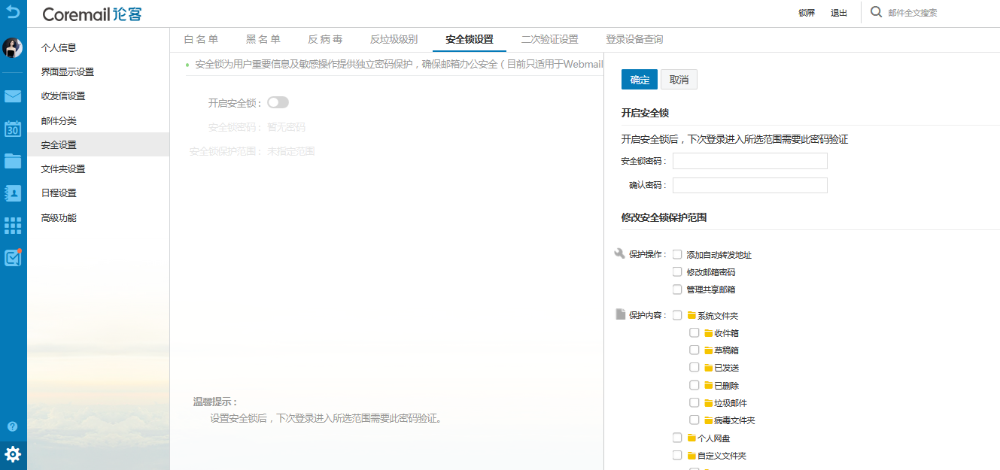 Coremail论客
锁屏 退出 邮件全文搜索
个人信息
界面显示设置
收发信设置
邮件分类
安全设置
文件夹设置
日程设置
高级功能
30
白名单 黑名单 反病毒 反垃圾级别 安全锁设置 二次验证设置 登录设备查询
安全锁为用户重要信息及敏感操作提供独立密码保护，确保邮箱办公安全（目前只适用于Webmail
开启安全锁：
安全锁密码： 暂无密码
安全锁保护范围： 未指定范围
温馨提示：
设置安全锁后，下次登录进入所选范围需要此密码验证。
确定 取消
开启安全锁
开启安全锁后，下次登录进入所选范围需要此密码验证
安全锁密码：
确认密码：
修改安全锁保护范围
保护操作： 添加自动转发地址
修改邮箱密码
管理共享邮箱
保护内容： 系统文件夹
收件箱
草稿箱
已发送
已删除
垃圾邮件
病毒文件夹
个人网盘
自定义文件夹